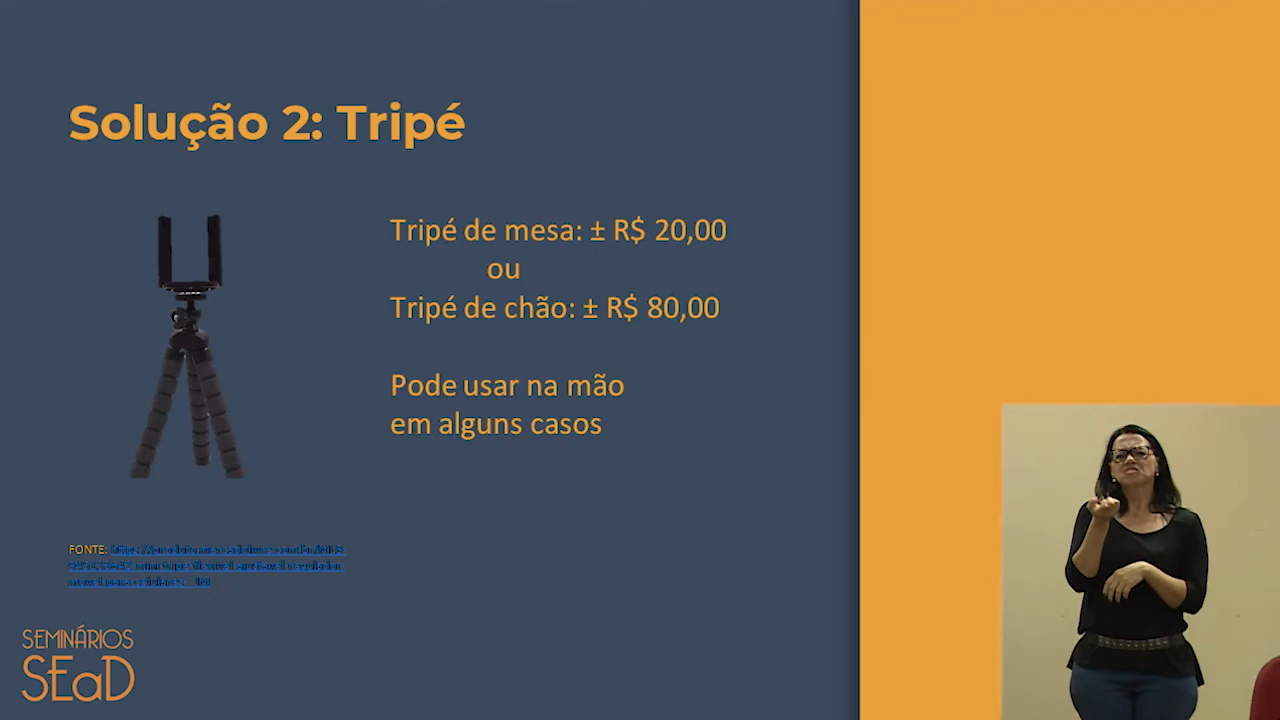 Solução 2: Tripé
Tripé de mesa: ± R$ 20,00
ou
Tripé de chão: ± R$ 80,00
Pode usar na mão
em alguns casos
FONTE:
SEMINÁRIOS
SEaD